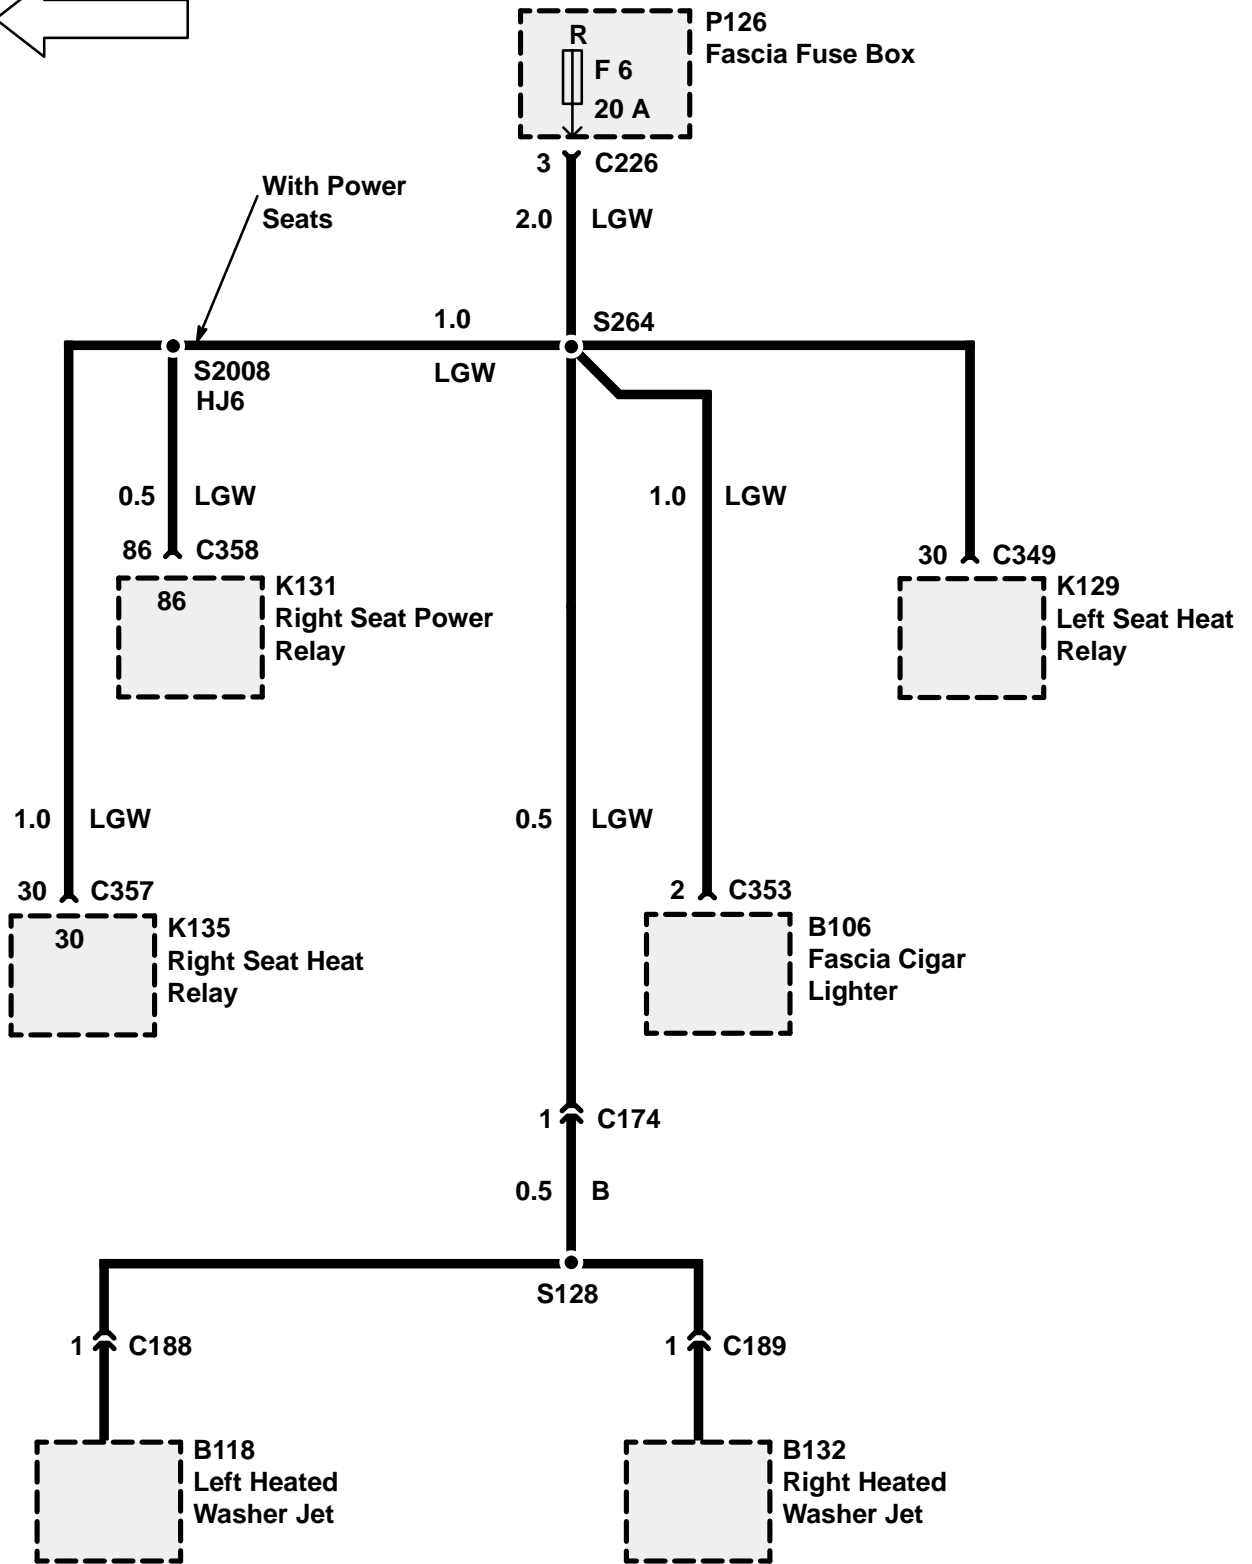 P126
Fascia Fuse Box
R
F 6
20 A
3 C226
With Power
Seats
2.0 LGW
1.0
S264
LGW
S2008
HJ6
0.5 LGW
1.0 LGW
86 C358
30 C349
K131
Right Seat Power
Relay
86
K129
Left Seat Heat
Relay
1.0 LGW
0.5 LGW
30 C357
2 C353
K135
Right Seat Heat
Relay
30
B106
Fascia Cigar
Lighter
1 C174
0.5 B
S128
1 C188
1 C189
B118
Left Heated
Washer Jet
B132
Right Heated
Washer Jet